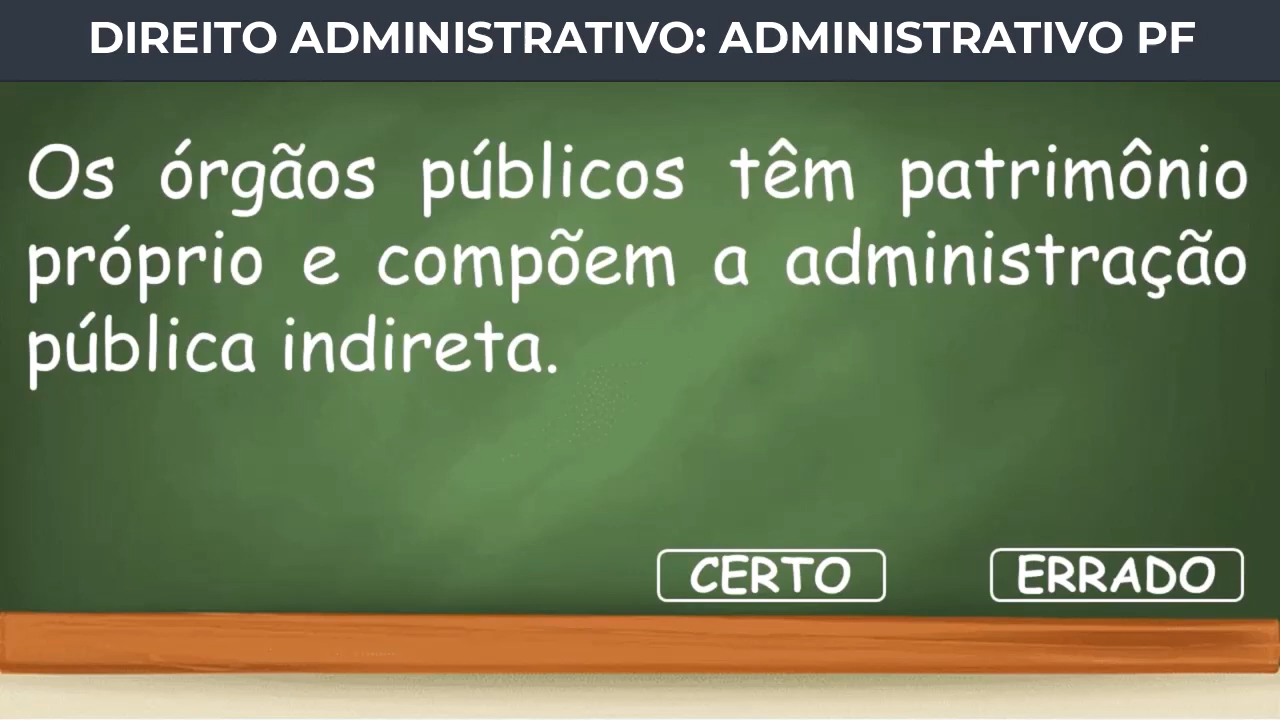 DIREITO ADMINISTRATIVO: ADMINISTRATIVO PF
Os órgãos públicos têm patrimônio
próprio e compõem a administração
pública indireta.
CERTO
ERRADO